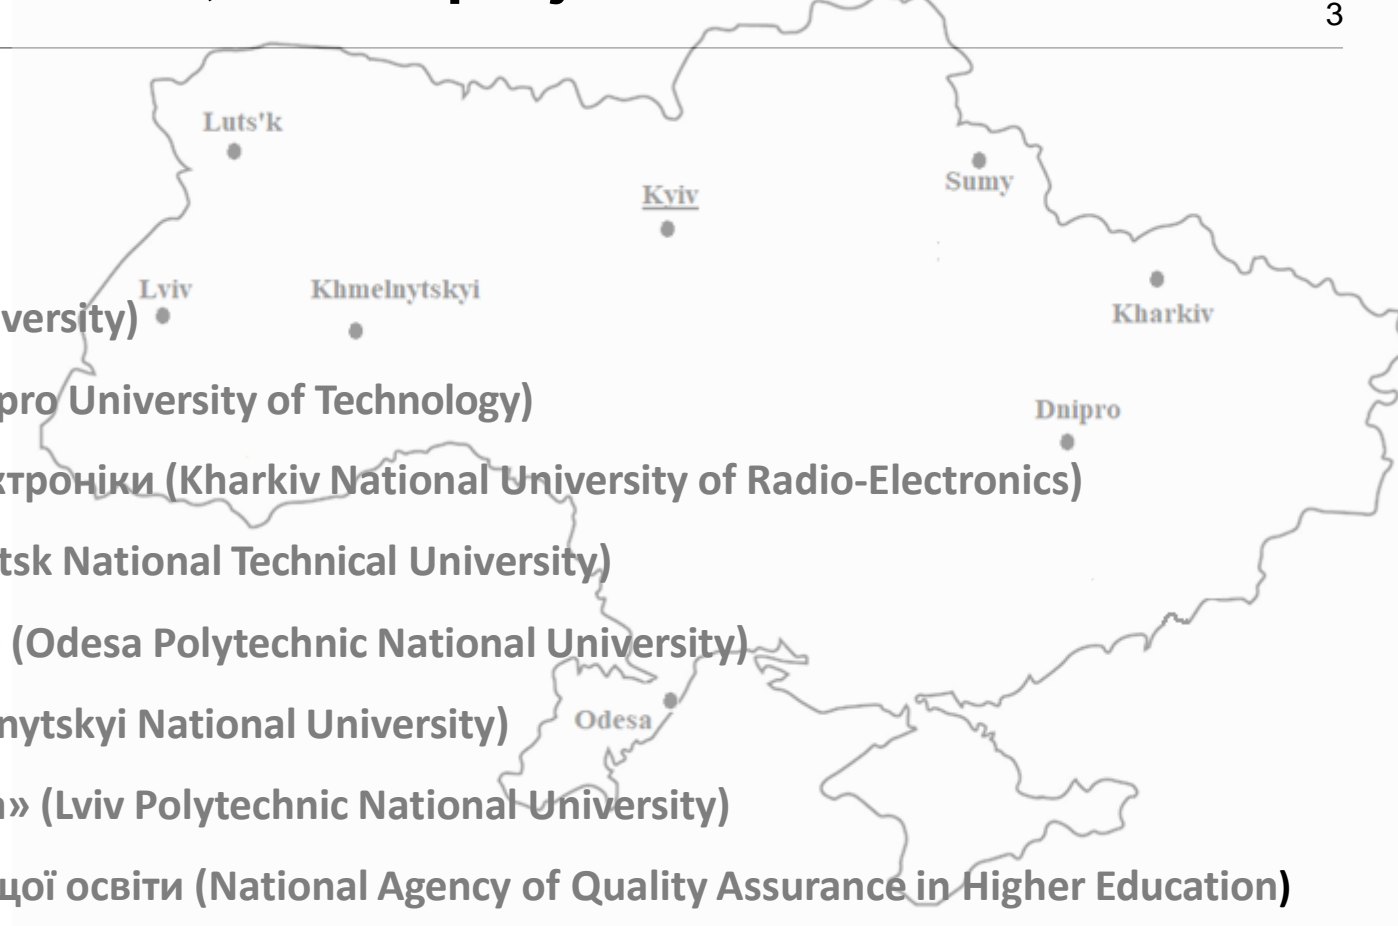 3
Luts'k
Kyiv
Sumy
Lviv
Khmelnytskyi
Kharkiv
versity)
pro University of Technology)
Dnipro
ктроніки (Kharkiv National University of Radio-Electronics)
tsk National Technical University)
(Odesa Polytechnic National University)
Odesa
nytskyi National University)
а» (Lviv Polytechnic National University)
щої освіти (National Agency of Quality Assurance in Higher Education)